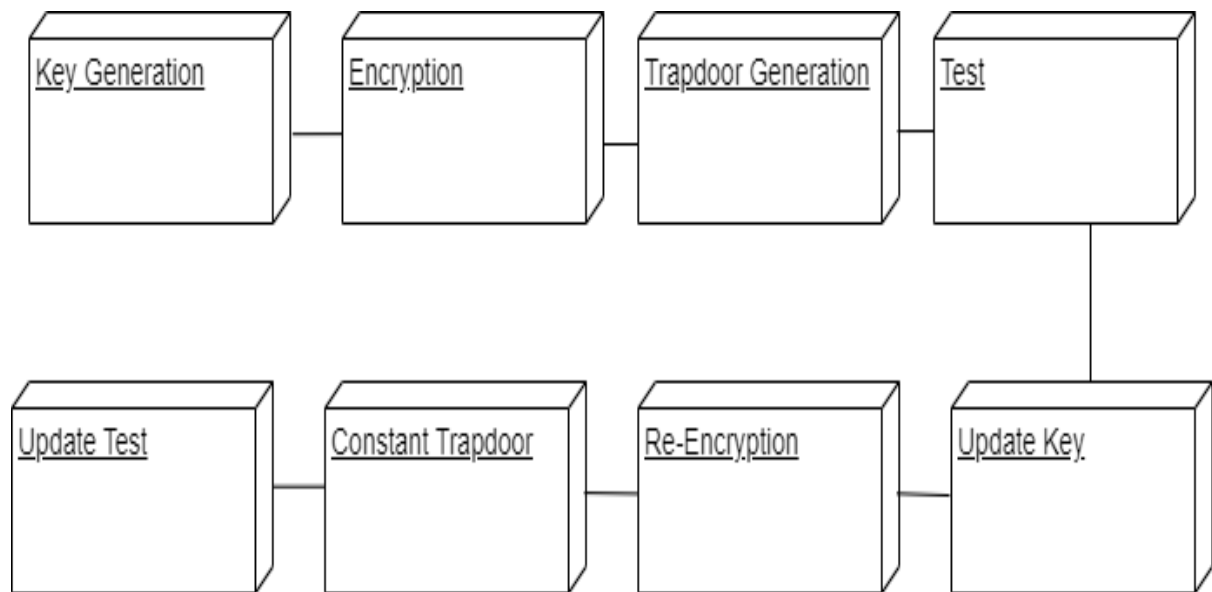 Key Generation
Encryption
Trapdoor Generation
Test
Update Test
Constant Trapdoor
Re-Encryption
Update Key